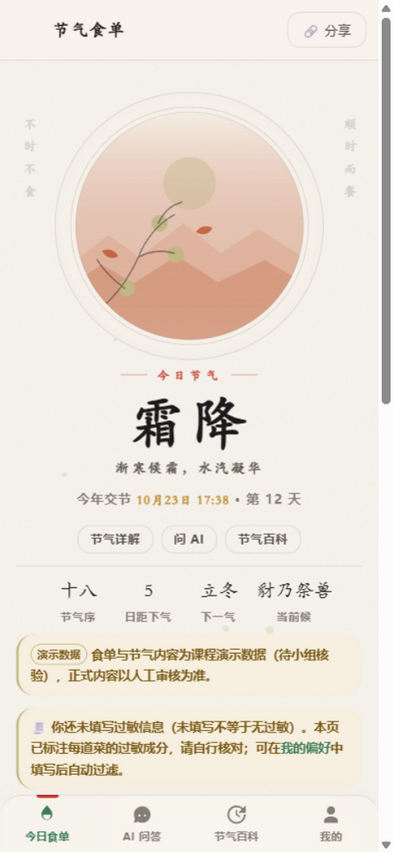 节气食单
分享
不时不食
顺时而餐
今日节气
霜降
渐寒候霜，水汽凝华
今年交节 10月23日 17:38 · 第 12 天
节气详解 问 AI 节气百科
十八 5 立冬 豺乃祭兽
节气序 日距下气 下一气 当前候
演示数据 食单与节气内容为课程演示数据（待小组核
验），正式内容以人工审核为准。
你还未填写过敏信息（未填写不等于无过敏）。本页
已标注每道菜的过敏成分，请自行核对；可在我的偏好中
填写后自动过滤。
今日食单 AI 问答 节气百科 我的